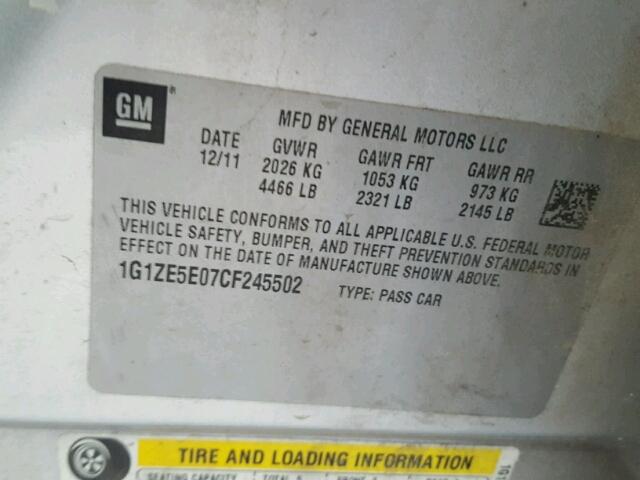 GM®
MFD BY GENERAL MOTORS LLC
DATE GVWR GAWR FRT GAWR RR
12/11 2026 KG 1053 KG 973 KG
4466 LB 2321 LB 2145 LB
THIS VEHICLE CONFORMS TO ALL APPLICABLE U.S. FEDERAL MOTOR
VEHICLE SAFETY, BUMPER, AND THEFT PREVENTION STANDARDS IN
EFFECT ON THE DATE OF MANUFACTURE SHOWN ABOVE.
1G1ZE5E07CF245502 TYPE: PASS CAR
TIRE AND LOADING INFORMATION
SEATING CAPACITY TOTAL